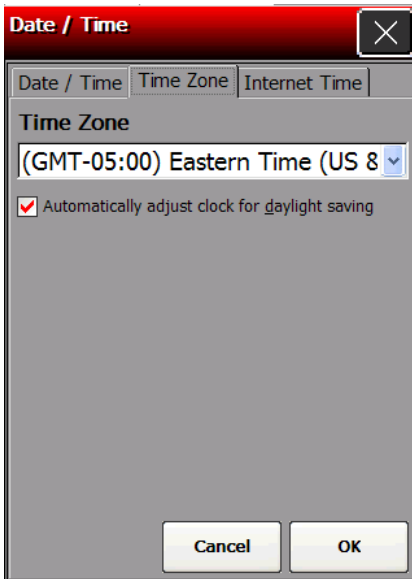 Date / Time
Date / Time Time Zone Internet Time
Time Zone
(GMT-05:00) Eastern Time (US &
Automatically adjust clock for daylight saving
Cancel OK